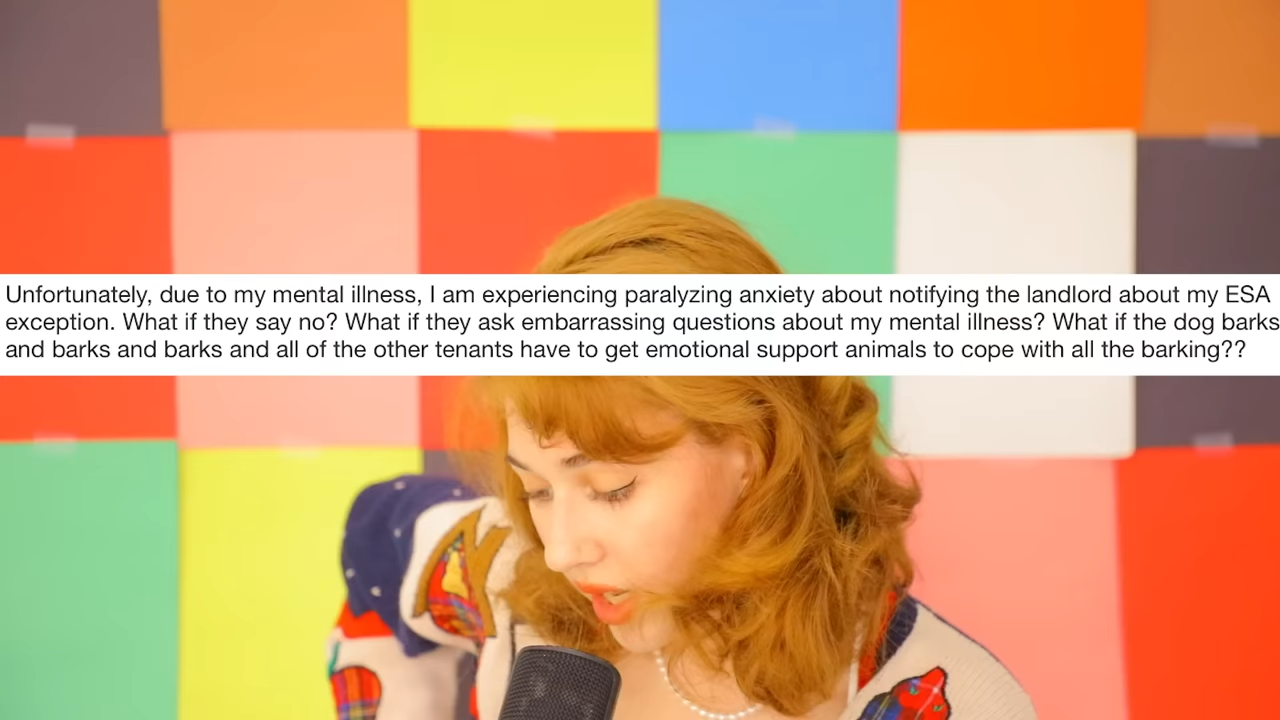 Unfortunately, due to my mental illness, I am experiencing paralyzing anxiety about notifying the landlord about my ESA
exception. What if they say no? What if they ask embarrassing questions about my mental illness? What if the dog barks
and barks and barks and all of the other tenants have to get emotional support animals to cope with all the barking??